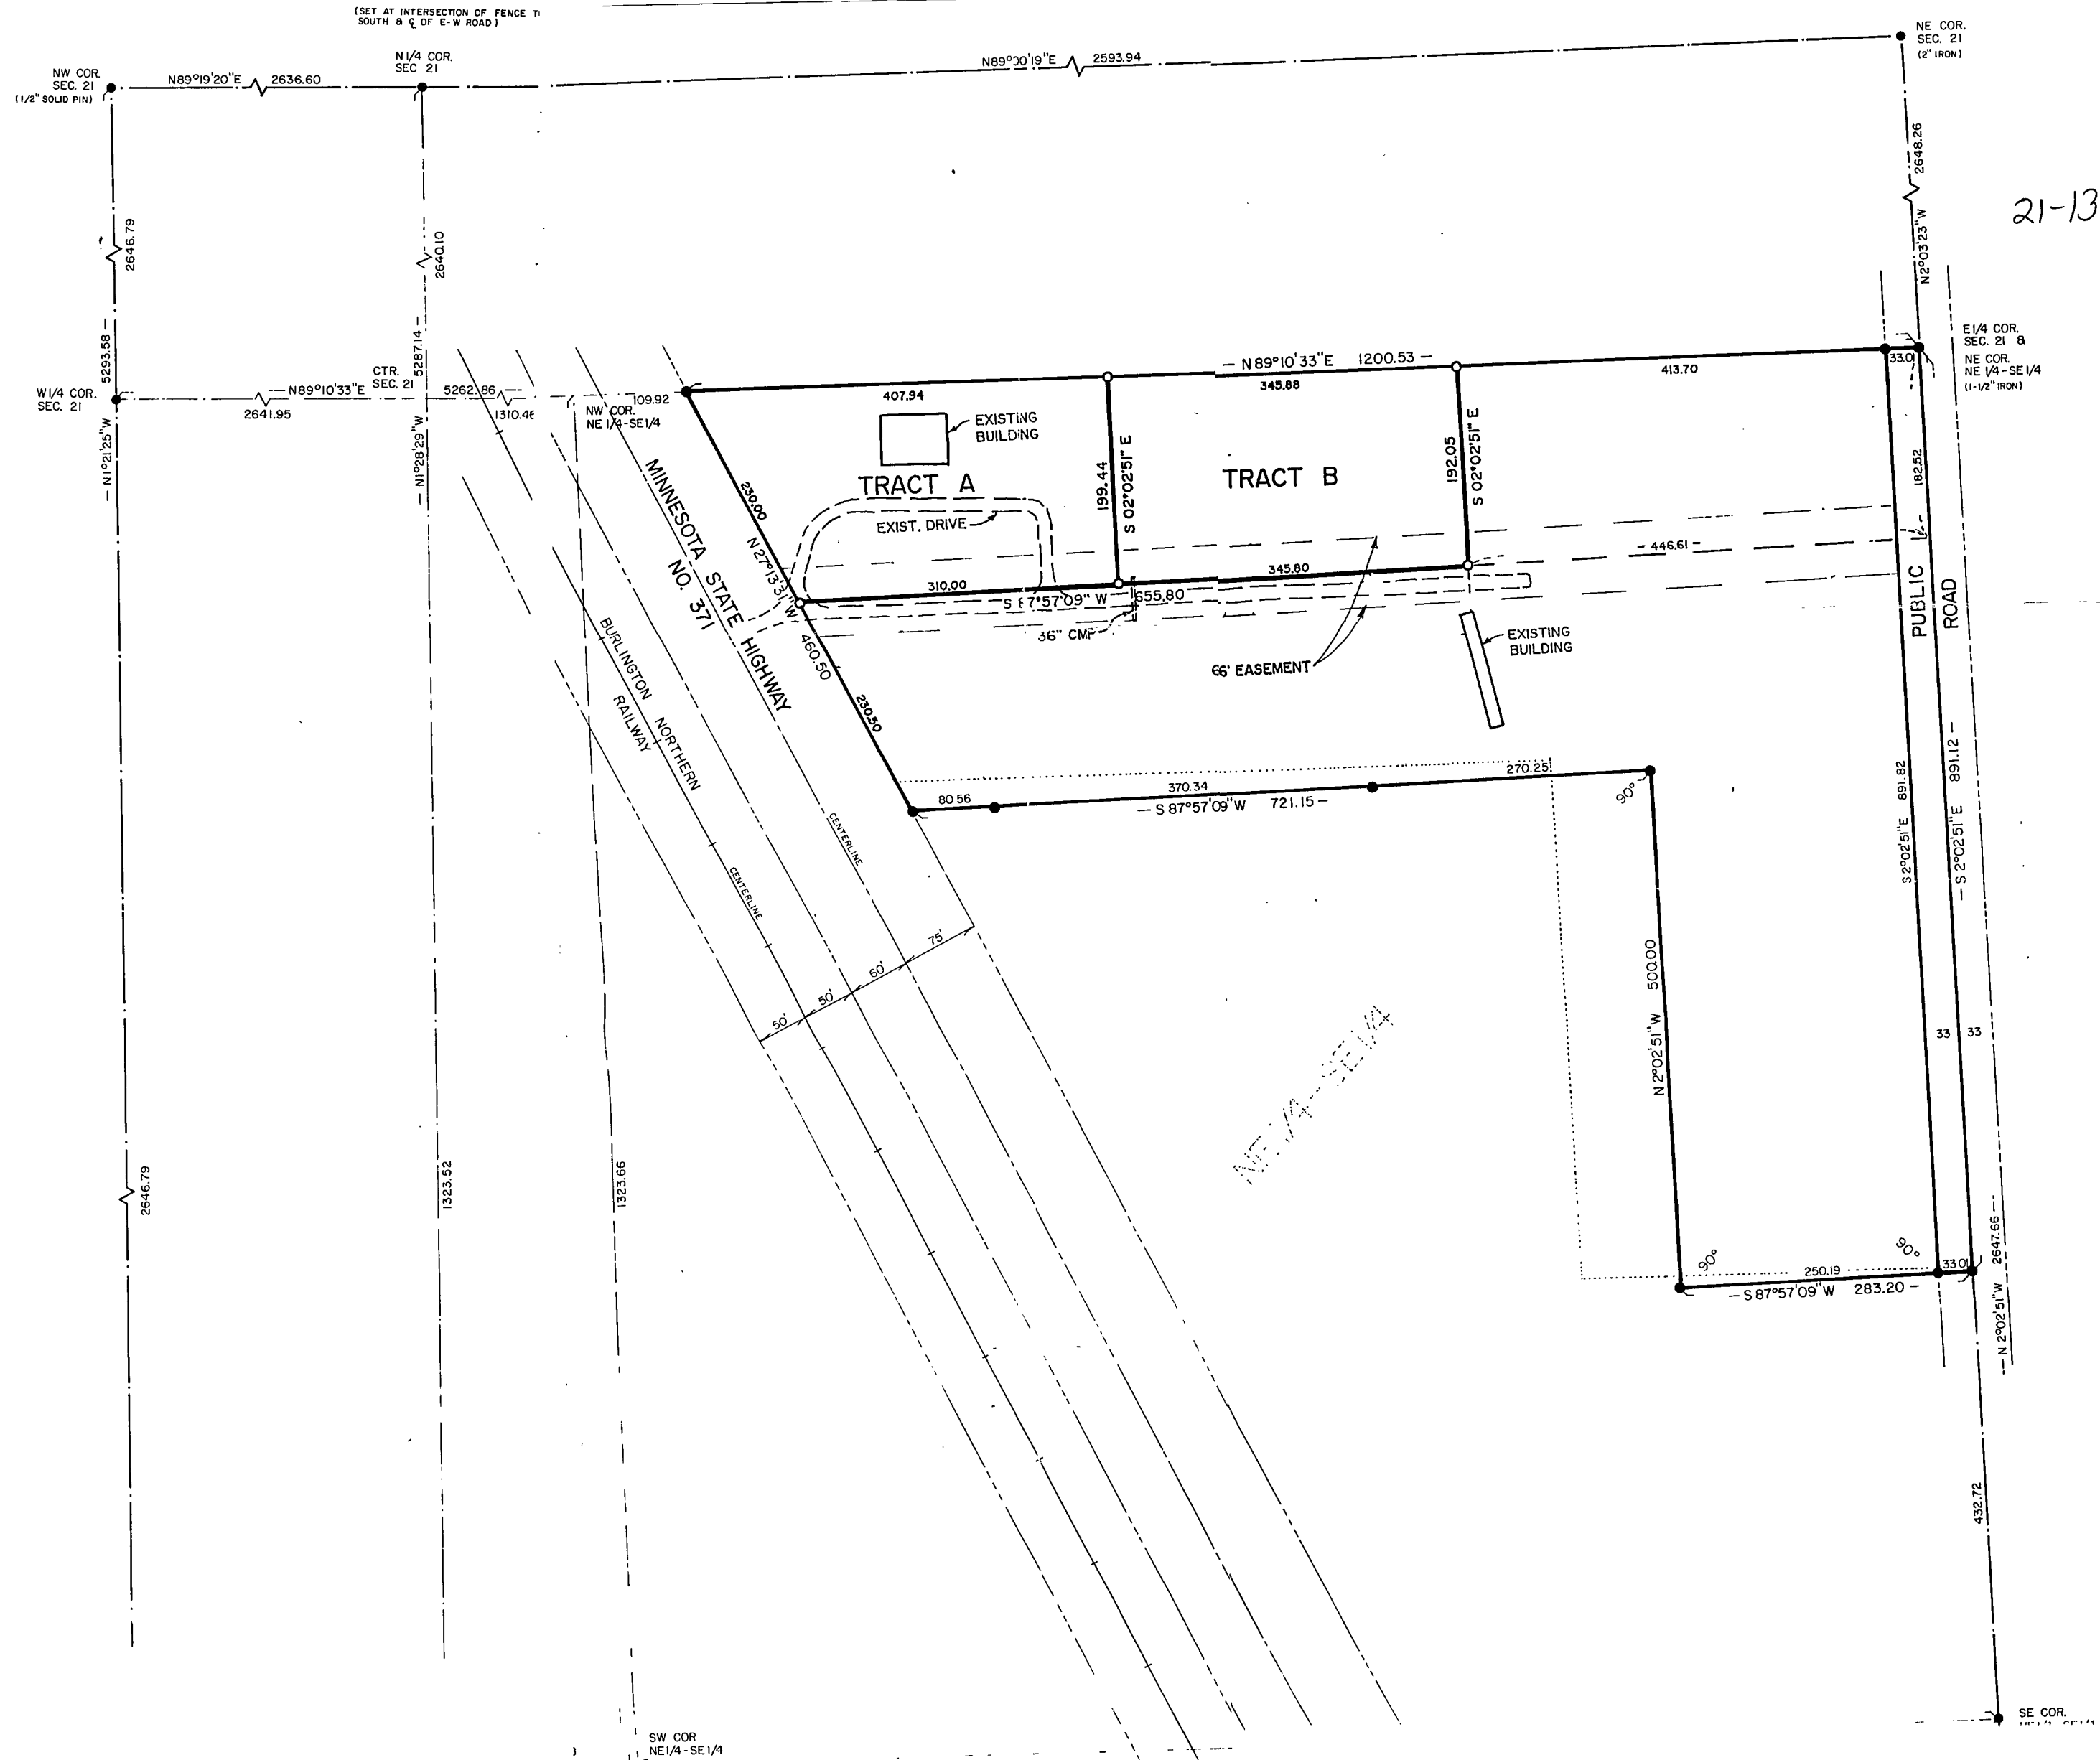 (SET AT INTERSECTION OF FENCE
SOUTH & ℄ OF E-W ROAD)
NW COR.
SEC. 21
(1/2" SOLID PIN)
N89°19'20"E 2636.60
N1/4 COR.
SEC 21
N89°00'19"E 2593.94
NE COR.
SEC. 21
(2" IRON)
2648.26
N2°03'23"W
21-13
2646.79
5293.58 —
— N1°21'25"W
2640.10
5287.14 —
— N1°28'29"W
W1/4 COR.
SEC. 21
— N89°10'33"E
2641.95
CTR.
SEC. 21
5262.86 —
1310.46
109.92
NW COR.
NE 1/4-SE1/4
— N89°10'33"E 1200.53 —
407.94
345.88
413.70
33.01
E1/4 COR.
SEC. 21 &
NE COR.
NE 1/4-SE1/4
(1-1/2" IRON)
EXISTING
BUILDING
TRACT A
EXIST. DRIVE
TRACT B
199.44
S 02°02'51" E
192.05
S 02°02'51" E
182.52
230.00
N 27°13'31"W
460.50
230.50
310.00
345.80
- 446.61 -
S 87°57'09" W 655.80
36" CMP
66' EASEMENT
EXISTING
BUILDING
PUBLIC
ROAD
MINNESOTA STATE HIGHWAY
NO. 371
BURLINGTON NORTHERN
RAILWAY
CENTERLINE
CENTERLINE
80.56
370.34
270.25
— S 87°57'09"W 721.15 —
90°
S2°02'51"E 891.82
— S 2°02'51"E 891.12 —
50'
50'
60'
75'
N 2°02'51"W 500.00
NE 1/4-SE1/4
33
33
2646.79
1323.52
1323.66
90°
90°
250.19
33.01
— S87°57'09"W 283.20 —
— N 2°02'51"W 2647.66 —
432.72
SW COR
NE1/4-SE1/4
SE COR.